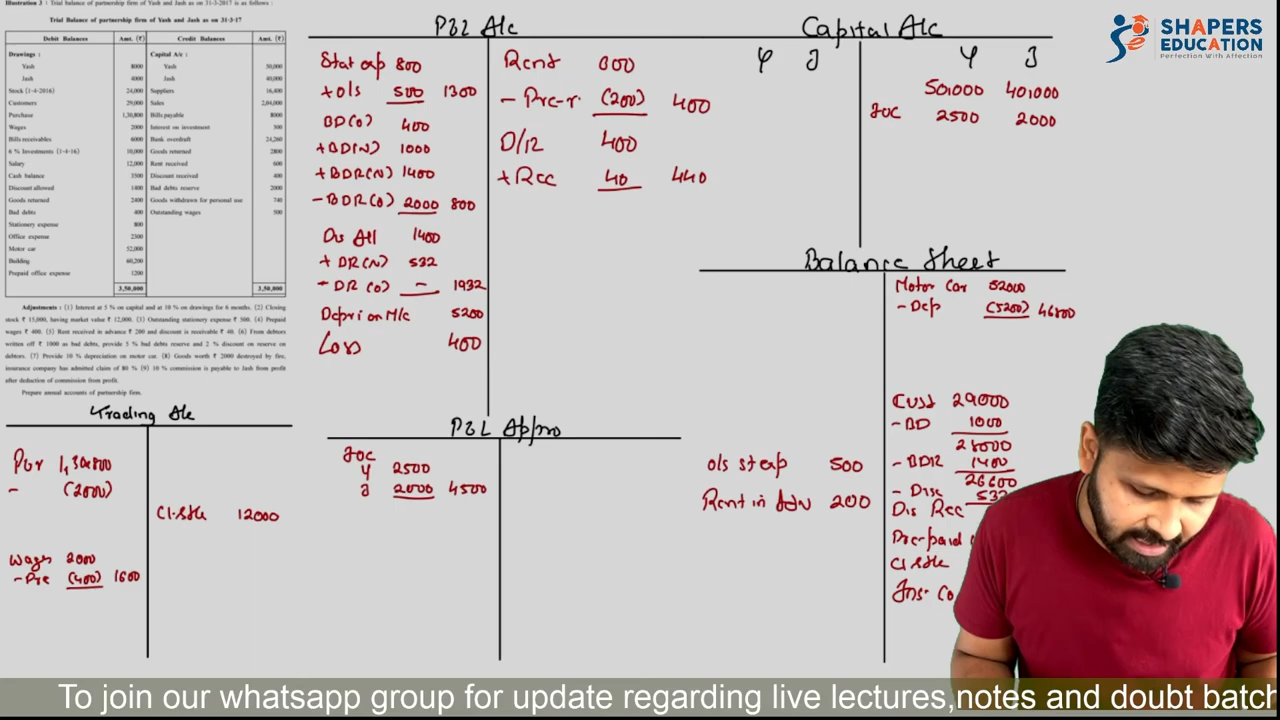 Illustration 3 : Trial balance of partnership firm of Yash and Jash as on 31-3-2017 is as follows :
Trial Balance of partnership firm of Yash and Jash as on 31-3-17
Debit Balances Amt. (₹) Credit Balances Amt. (₹)
Drawings : Capital A/c :
Yash 8000 Yash 50,000
Jash 4000 Jash 40,000
Stock (1-4-2016) 24,000 Suppliers 16,400
Customers 29,000 Sales 2,04,000
Purchase 1,30,800 Bills payable 8000
Wages 2000 Interest on investment 300
Bills receivables 6000 Bank overdraft 24,260
6 % Investments (1-4-16) 10,000 Goods returned 2800
Salary 12,000 Rent received 600
Cash balance 3500 Discount received 400
Discount allowed 1400 Bad debts reserve 2000
Goods returned 2400 Goods withdrawn for personal use 740
Bad debts 400 Outstanding wages 500
Stationery expense 800
Office expense 2300
Motor car 52,000
Building 60,200
Prepaid office expense 1200
3,50,000 3,50,000
Adjustments : (1) Interest at 5 % on capital and at 10 % on drawings for 6 months. (2) Closing
stock ₹ 15,000, having market value ₹ 12,000. (3) Outstanding stationery expense ₹ 500. (4) Prepaid
wages ₹ 400. (5) Rent received in advance ₹ 200 and discount is receivable ₹ 40. (6) From debtors
written off ₹ 1000 as bad debts, provide 5 % bad debts reserve and 2 % discount on reserve on
debtors. (7) Provide 10 % depreciation on motor car. (8) Goods worth ₹ 2000 destroyed by fire,
insurance company has admitted claim of 80 % (9) 10 % commission is payable to Jash from profit
after deduction of commission from profit.
Prepare annual accounts of partnership firm.
Trading A/c
Pur 1,30,800
- (2000)
Cl. Stk 12000
Wages 2000
- Pre (400) 1600
P&L A/c
Stat exp 800
+ o/s 500 1300
BD (O) 400
+ BD(N) 1000
+ BDR(N) 1400
- BDR (O) 2000 800
Dis All 1400
+ DR(N) 532
- DR (O) - 1932
Depri on M/c 5200
Loss 400
Rent 600
- Pre-r. (200) 400
D/R 400
+ Rec 40 440
P&L Appro
IOC
Y 2500
J 2000 4500
Capital A/c
Y J Y J
50,000 40,000
IOC 2500 2000
Balance Sheet
o/s st exp 500
Rent in Adv 200
Motor Car 52000
- Dep (5200) 46800
Cust 29000
- BD 1000
28000
- BDR 1400
26600
- Disc 532
Dis Rec
Pre-paid
Cl Stk
Ins. Co
SHAPERS
EDUCATION
Perfection With Affection
To join our whatsapp group for update regarding live lectures,notes and doubt batch